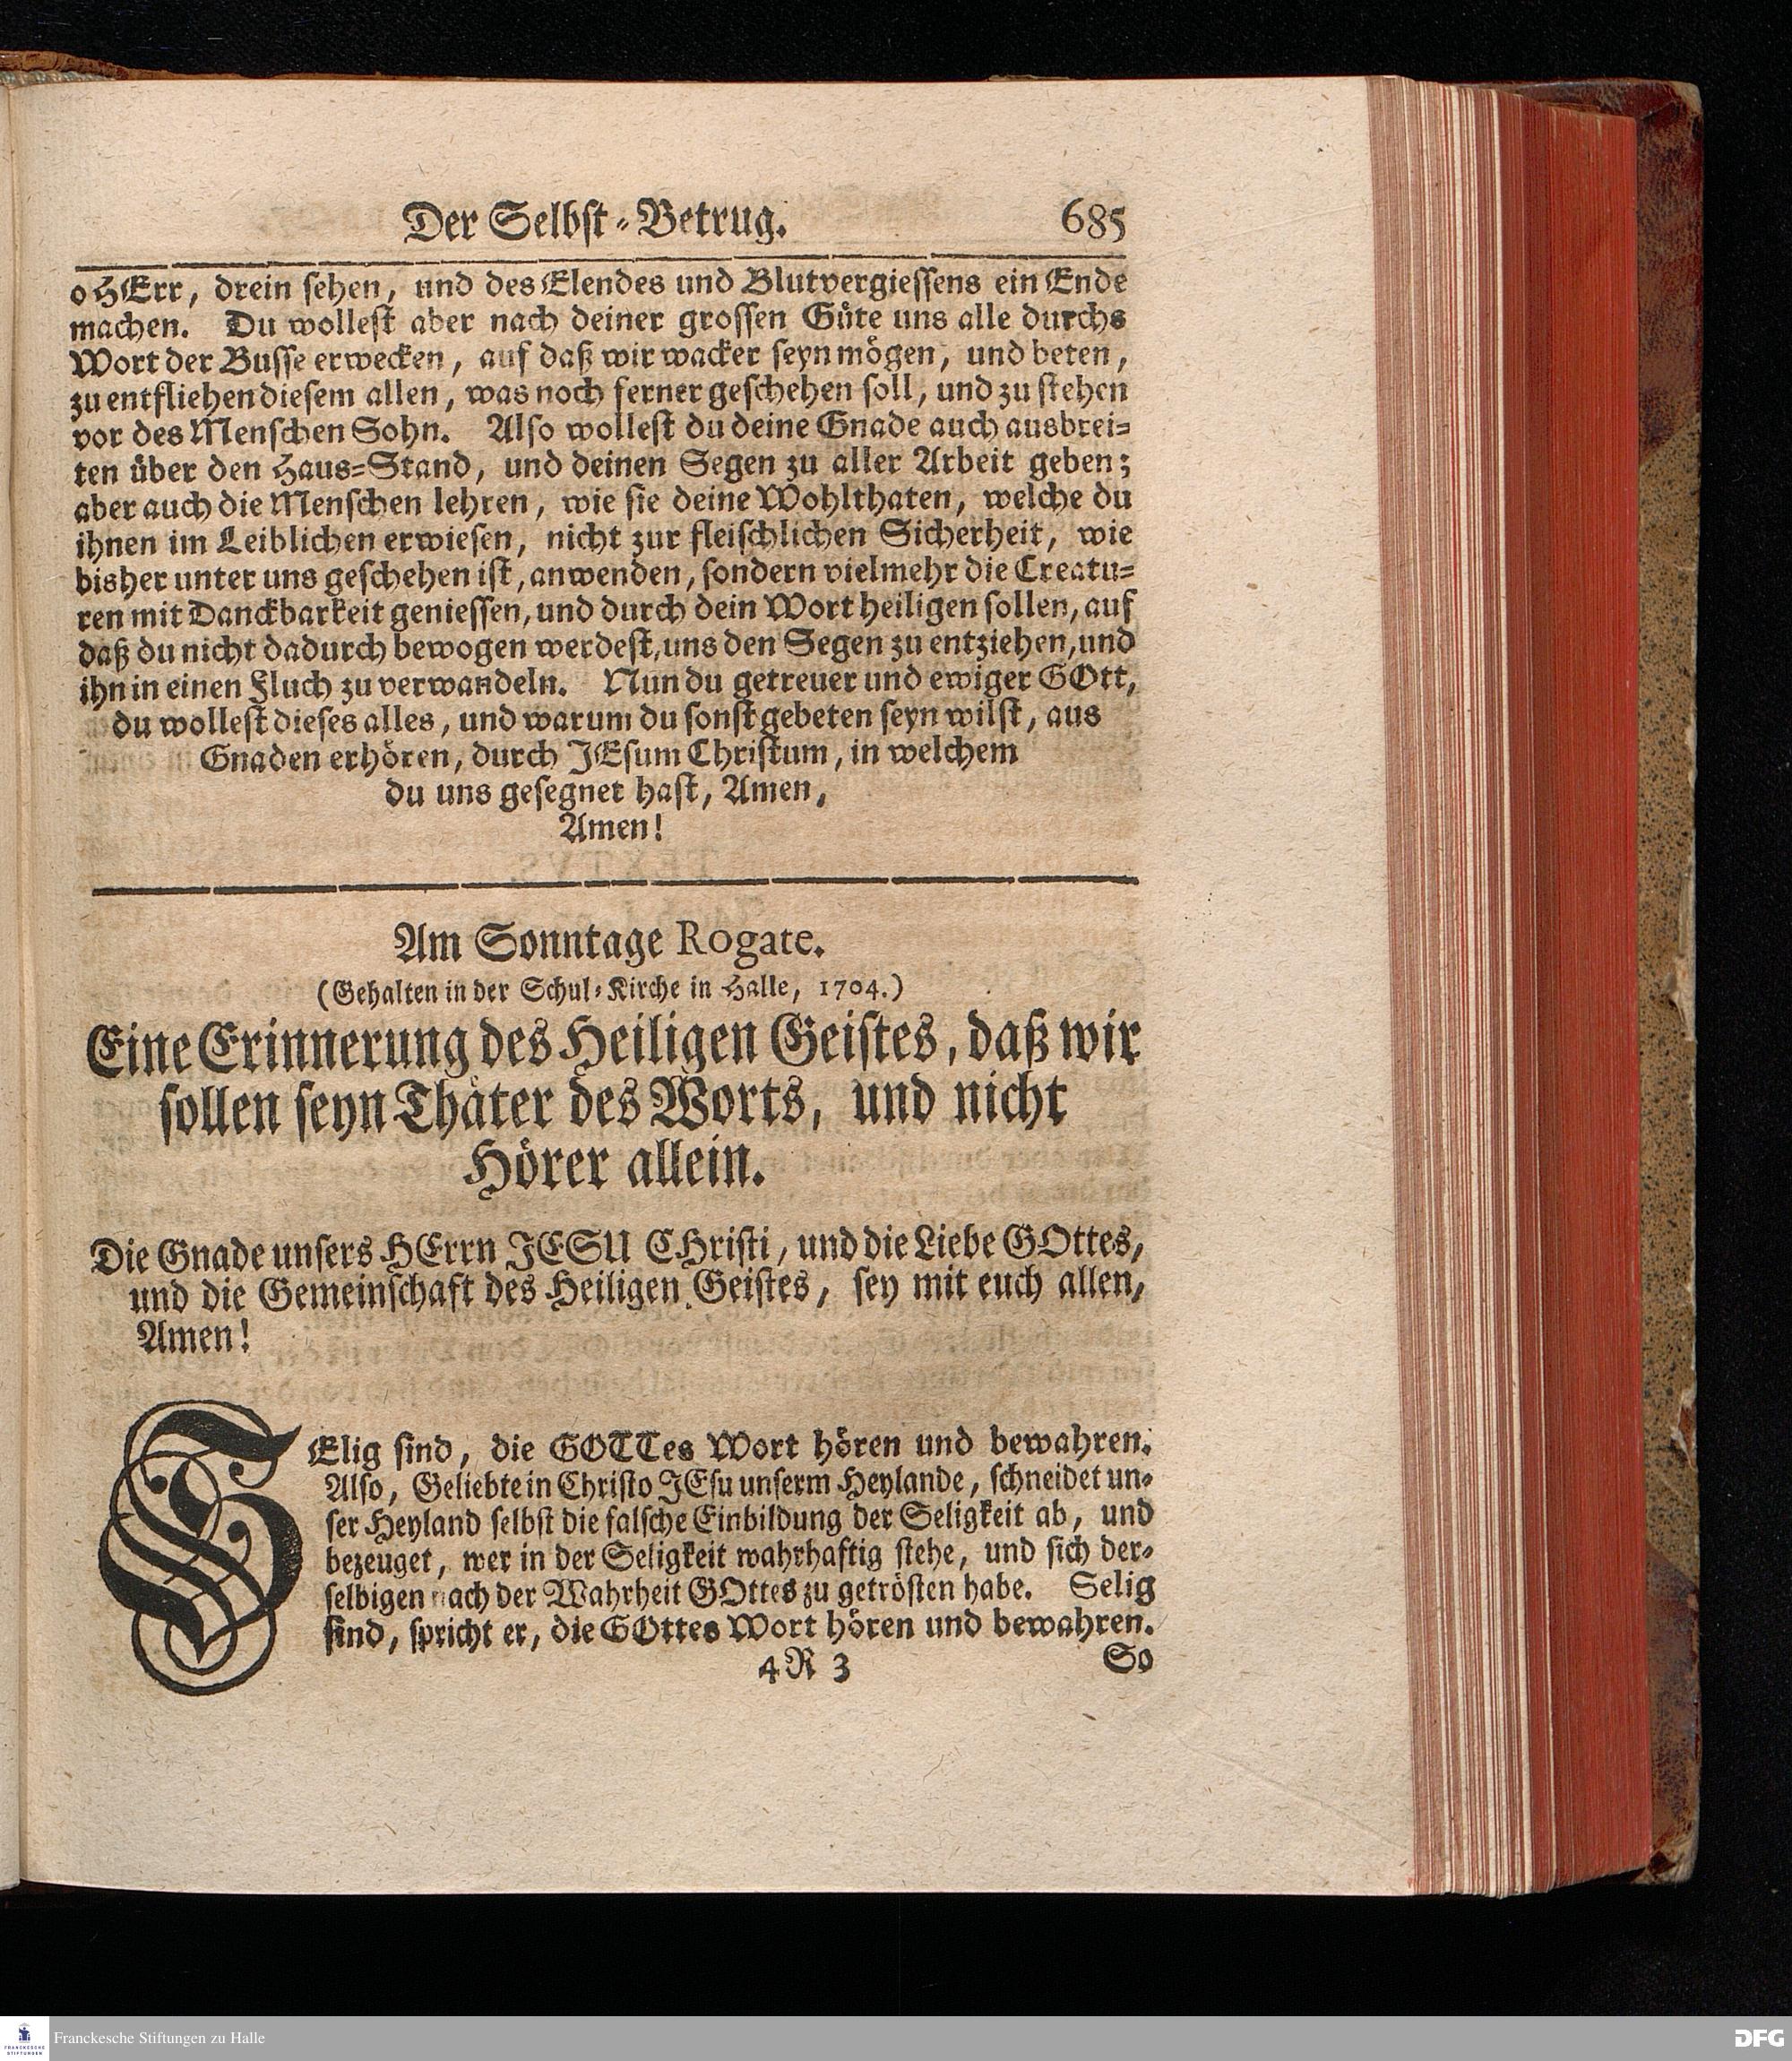 Der Selbst-Betrug. 685
o HErr, drein sehen, und des Elendes und Blutvergiessens ein Ende
machen. Du wollest aber nach deiner grossen Güte uns alle durchs
Wort der Busse erwecken, auf daß wir wacker seyn mögen, und beten,
zu entfliehen diesem allen, was noch ferner geschehen soll, und zu stehen
vor des Menschen Sohn. Also wollest du deine Gnade auch ausbrei-
ten über den Haus-Stand, und deinen Segen zu aller Arbeit geben;
aber auch die Menschen lehren, wie sie deine Wohlthaten, welche du
ihnen im Leiblichen erwiesen, nicht zur fleischlichen Sicherheit, wie
bisher unter uns geschehen ist, anwenden, sondern vielmehr die Creatu-
ren mit Danckbarkeit geniessen, und durch dein Wort heiligen sollen, auf
daß du nicht dadurch bewogen werdest, uns den Segen zu entziehen, und
ihn in einen Fluch zu verwandeln. Nun du getreuer und ewiger GOtt,
du wollest dieses alles, und warum du sonst gebeten seyn wilst, aus
Gnaden erhören, durch JEsum Christum, in welchem
du uns gesegnet hast, Amen,
Amen!
Am Sonntage Rogate.
(Gehalten in der Schul-Kirche in Halle, 1704.)
Eine Erinnerung des Heiligen Geistes, daß wir
sollen seyn Thäter des Worts, und nicht
Hörer allein.
Die Gnade unsers HErrn JESU CHristi, und die Liebe GOttes,
und die Gemeinschaft des Heiligen Geistes, sey mit euch allen,
Amen!
SElig sind, die GOTTes Wort hören und bewahren.
Also, Geliebte in Christo JEsu unserm Heylande, schneidet un-
ser Heyland selbst die falsche Einbildung der Seligkeit ab, und
bezeuget, wer in der Seligkeit wahrhaftig stehe, und sich der-
selbigen nach der Wahrheit GOttes zu getrösten habe. Selig
sind, spricht er, die GOttes Wort hören und bewahren.
4 R 3 So
Franckesche Stiftungen zu Halle
FRANCKESCHE
STIFTUNGEN
DFG